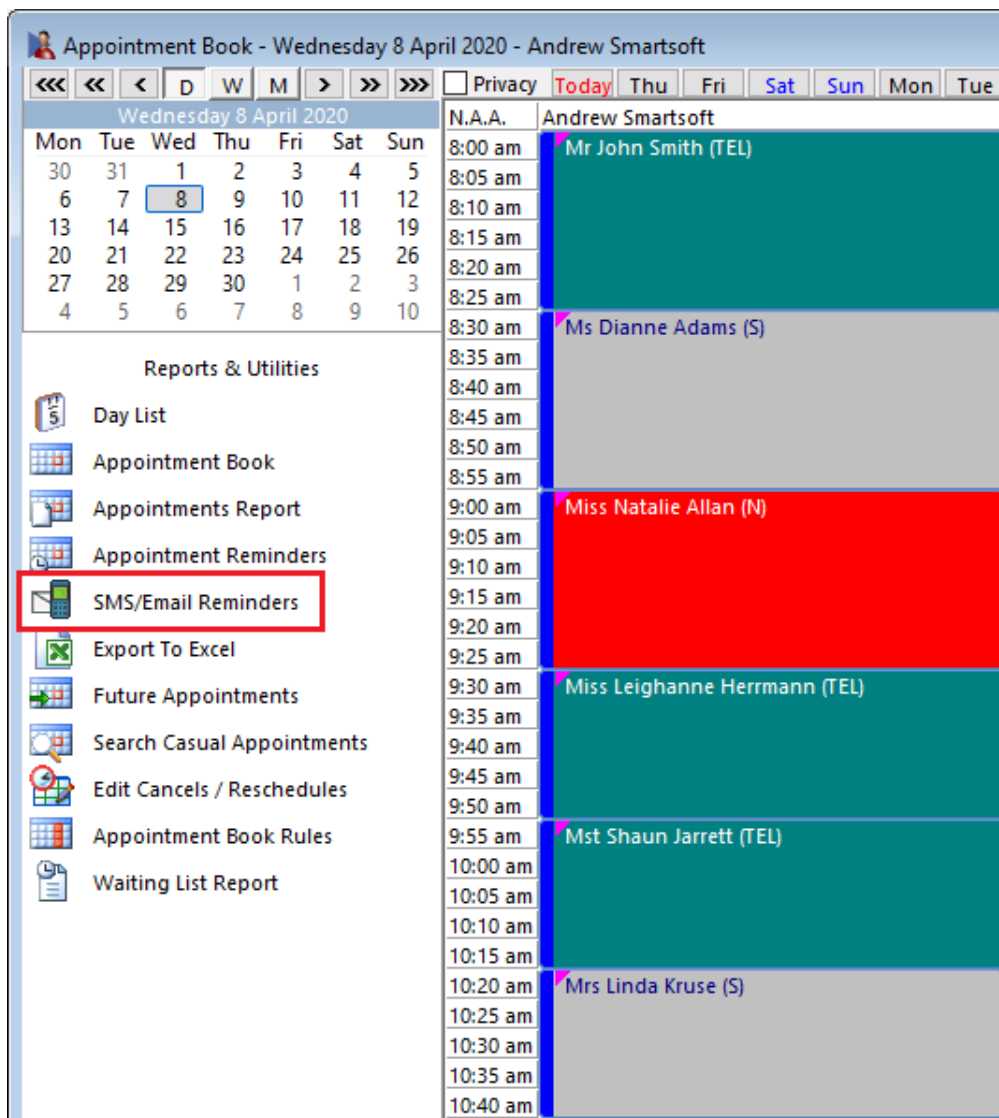 Appointment Book - Wednesday 8 April 2020 - Andrew Smartsoft
<<< << < D W M > >> >>> Privacy Today Thu Fri Sat Sun Mon Tue
Wednesday 8 April 2020
Mon Tue Wed Thu Fri Sat Sun
30 31 1 2 3 4 5
6 7 8 9 10 11 12
13 14 15 16 17 18 19
20 21 22 23 24 25 26
27 28 29 30 1 2 3
4 5 6 7 8 9 10
Reports & Utilities
Day List
Appointment Book
Appointments Report
Appointment Reminders
SMS/Email Reminders
Export To Excel
Future Appointments
Search Casual Appointments
Edit Cancels / Reschedules
Appointment Book Rules
Waiting List Report
N.A.A. Andrew Smartsoft
8:00 am Mr John Smith (TEL)
8:05 am
8:10 am
8:15 am
8:20 am
8:25 am
8:30 am Ms Dianne Adams (S)
8:35 am
8:40 am
8:45 am
8:50 am
8:55 am
9:00 am Miss Natalie Allan (N)
9:05 am
9:10 am
9:15 am
9:20 am
9:25 am
9:30 am Miss Leighanne Herrmann (TEL)
9:35 am
9:40 am
9:45 am
9:50 am
9:55 am Mst Shaun Jarrett (TEL)
10:00 am
10:05 am
10:10 am
10:15 am
10:20 am Mrs Linda Kruse (S)
10:25 am
10:30 am
10:35 am
10:40 am